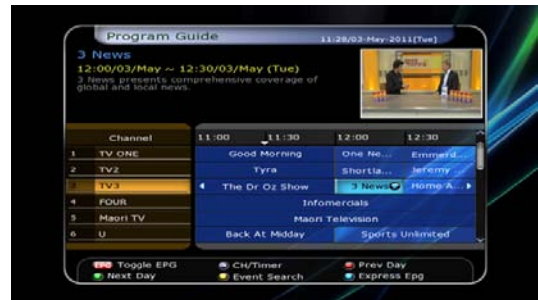 Program Guide 11:28/03-May-2011(Tue)
3 News
12:00/03/May ~ 12:30/03/May (Tue)
3 News presents comprehensive coverage of
global and local news.
Channel 11:00 11:30 12:00 12:30
1 TV ONE Good Morning One Ne... Emmerd...
2 TV2 Tyra Shortla... Jeremy ...
3 TV3 The Dr Oz Show 3 News Home A...
4 FOUR Infomercials
5 Maori TV Maori Television
6 U Back At Midday Sports Unlimited
EPG Toggle EPG CH/Timer Prev Day
Next Day Event Search Express Epg